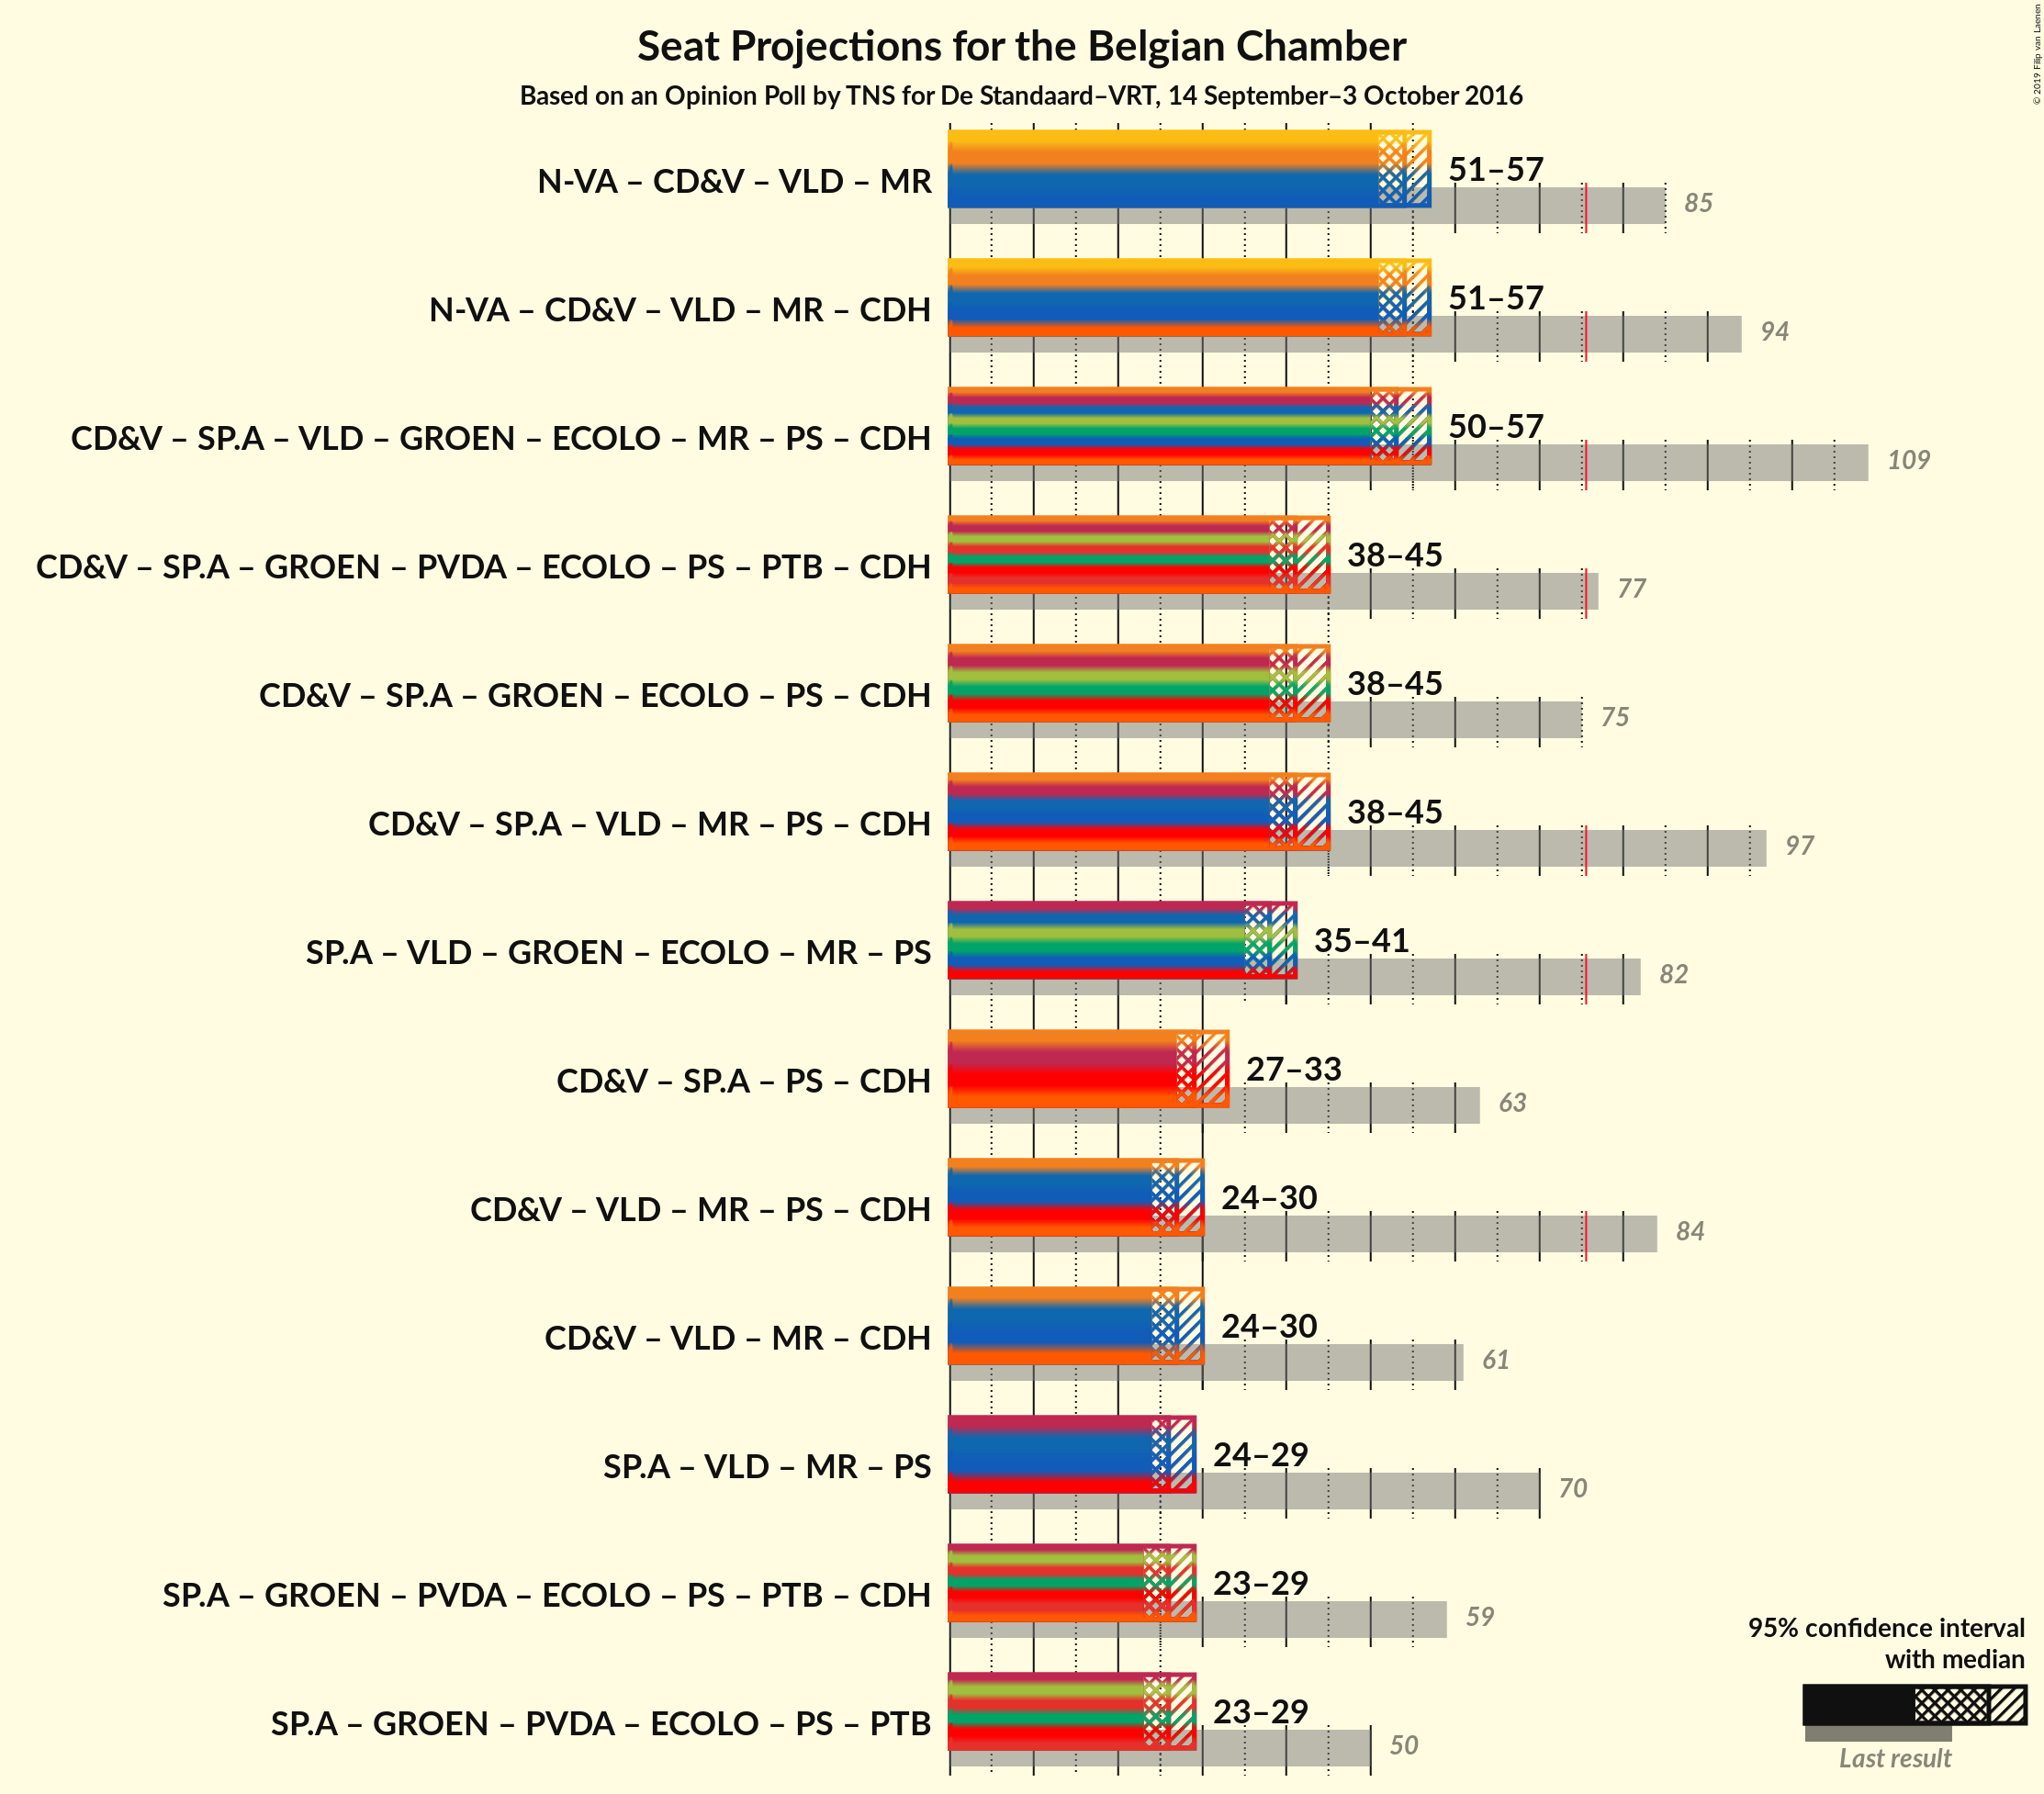 Seat Projections for the Belgian Chamber
Based on an Opinion Poll by TNS for De Standaard–VRT, 14 September–3 October 2016
© 2019 Filip van Laenen
N-VA – CD&V – VLD – MR
51–57
85
N-VA – CD&V – VLD – MR – CDH
51–57
94
CD&V – SP.A – VLD – GROEN – ECOLO – MR – PS – CDH
50–57
109
CD&V – SP.A – GROEN – PVDA – ECOLO – PS – PTB – CDH
38–45
77
CD&V – SP.A – GROEN – ECOLO – PS – CDH
38–45
75
CD&V – SP.A – VLD – MR – PS – CDH
38–45
97
SP.A – VLD – GROEN – ECOLO – MR – PS
35–41
82
CD&V – SP.A – PS – CDH
27–33
63
CD&V – VLD – MR – PS – CDH
24–30
84
CD&V – VLD – MR – CDH
24–30
61
SP.A – VLD – MR – PS
24–29
70
SP.A – GROEN – PVDA – ECOLO – PS – PTB – CDH
23–29
59
SP.A – GROEN – PVDA – ECOLO – PS – PTB
23–29
50
95% confidence interval
with median
Last result